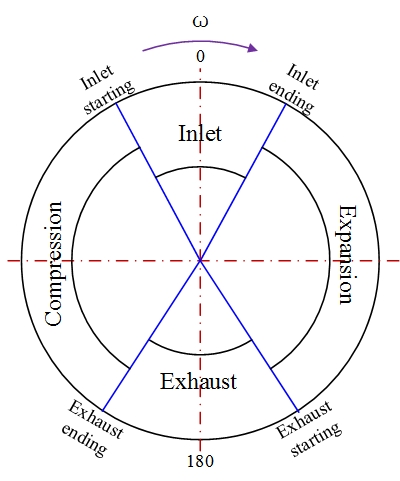 ω
0
Inlet
starting
Inlet
ending
Inlet
Compression
Expansion
Exhaust
Exhaust
ending
Exhaust
starting
180